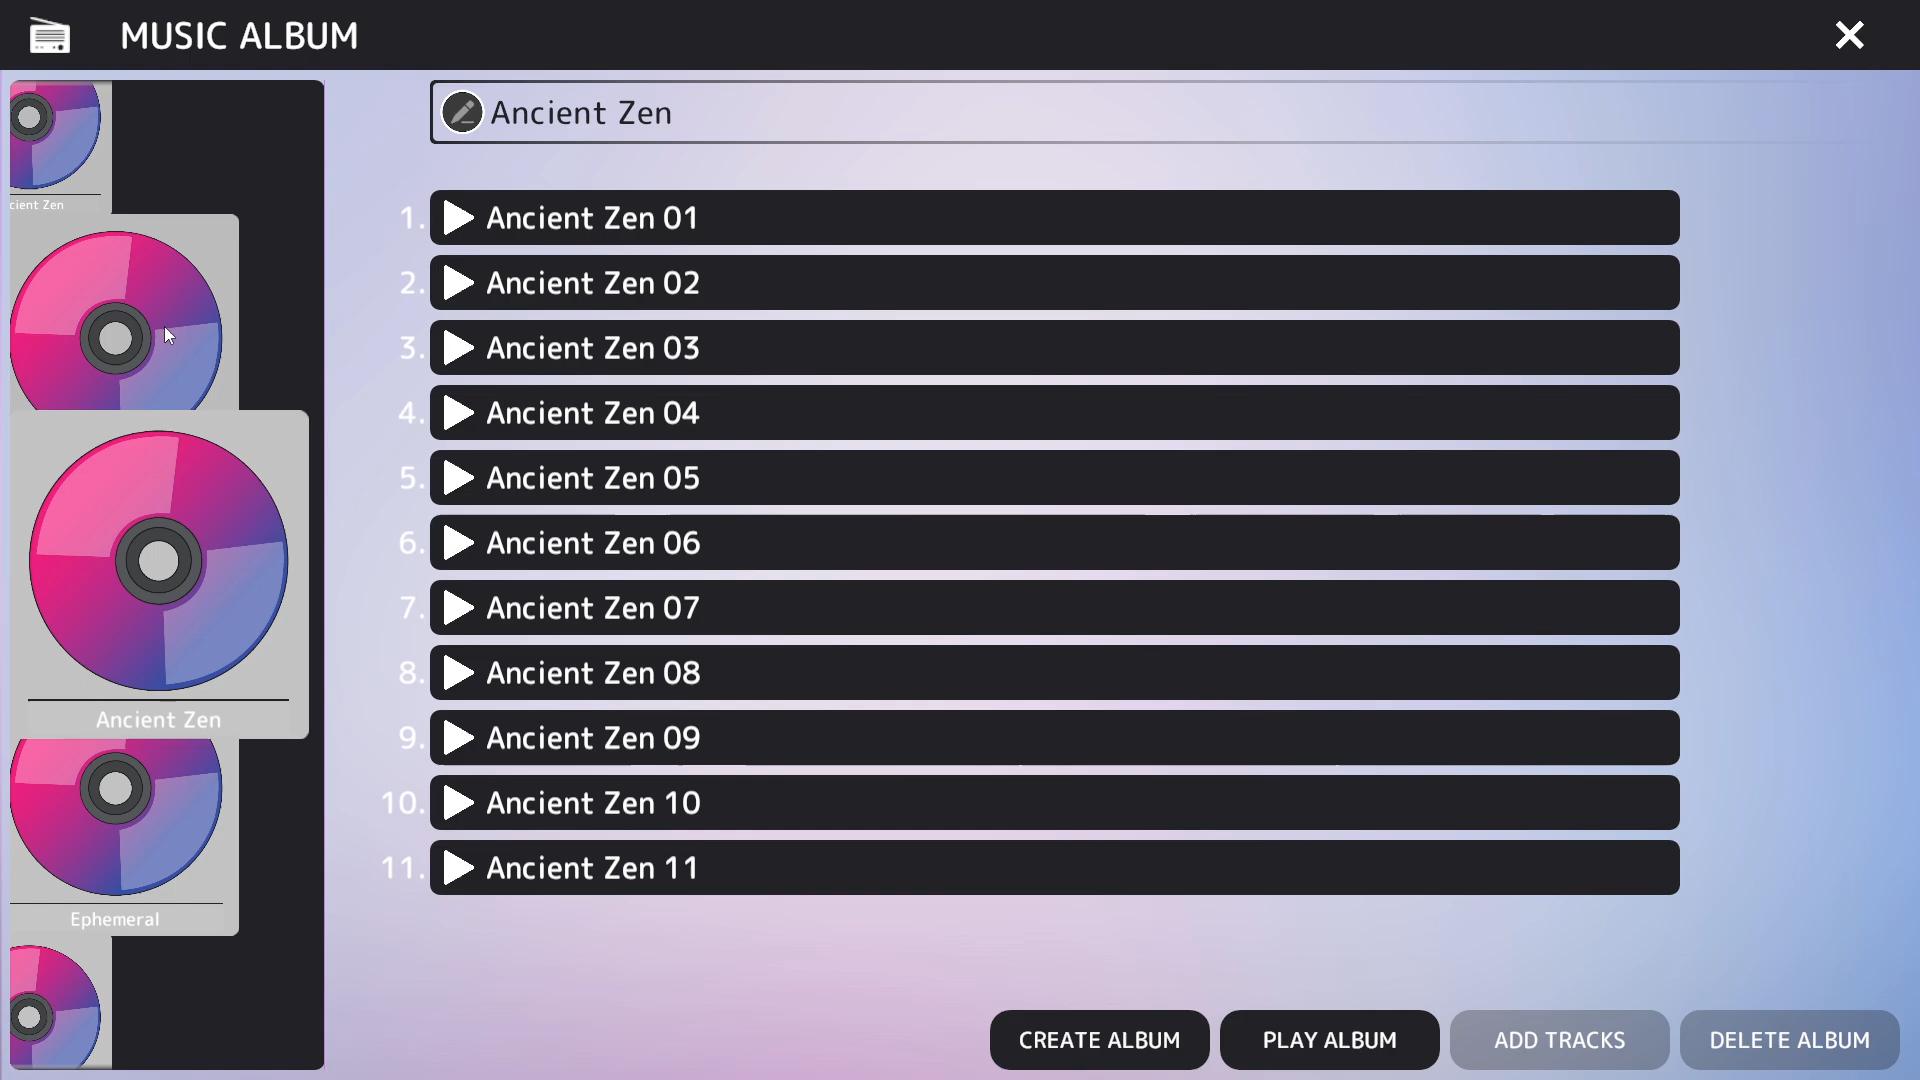 MUSIC ALBUM
cient Zen
Ancient Zen
Ephemeral
Ancient Zen
1. Ancient Zen 01
2. Ancient Zen 02
3. Ancient Zen 03
4. Ancient Zen 04
5. Ancient Zen 05
6. Ancient Zen 06
7. Ancient Zen 07
8. Ancient Zen 08
9. Ancient Zen 09
10. Ancient Zen 10
11. Ancient Zen 11
CREATE ALBUM PLAY ALBUM ADD TRACKS DELETE ALBUM